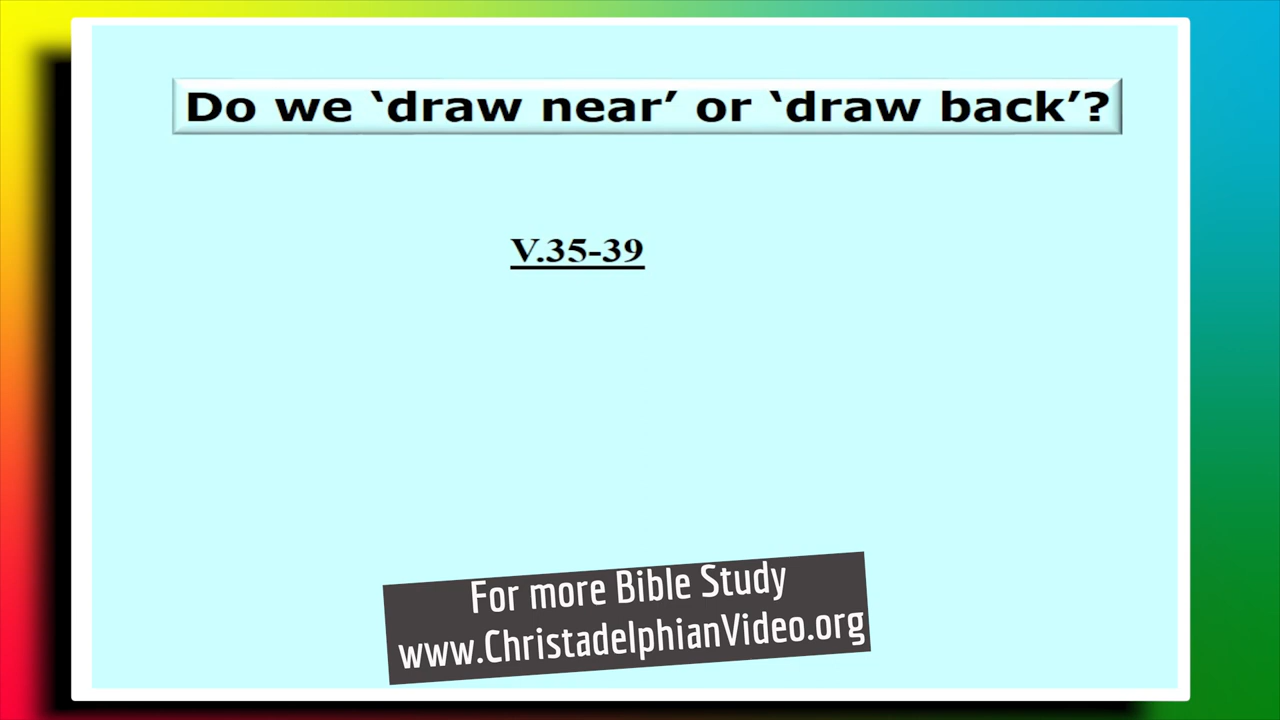 Do we ‘draw near’ or ‘draw back’?
V.35-39
For more Bible Study
www.ChristadelphianVideo.org